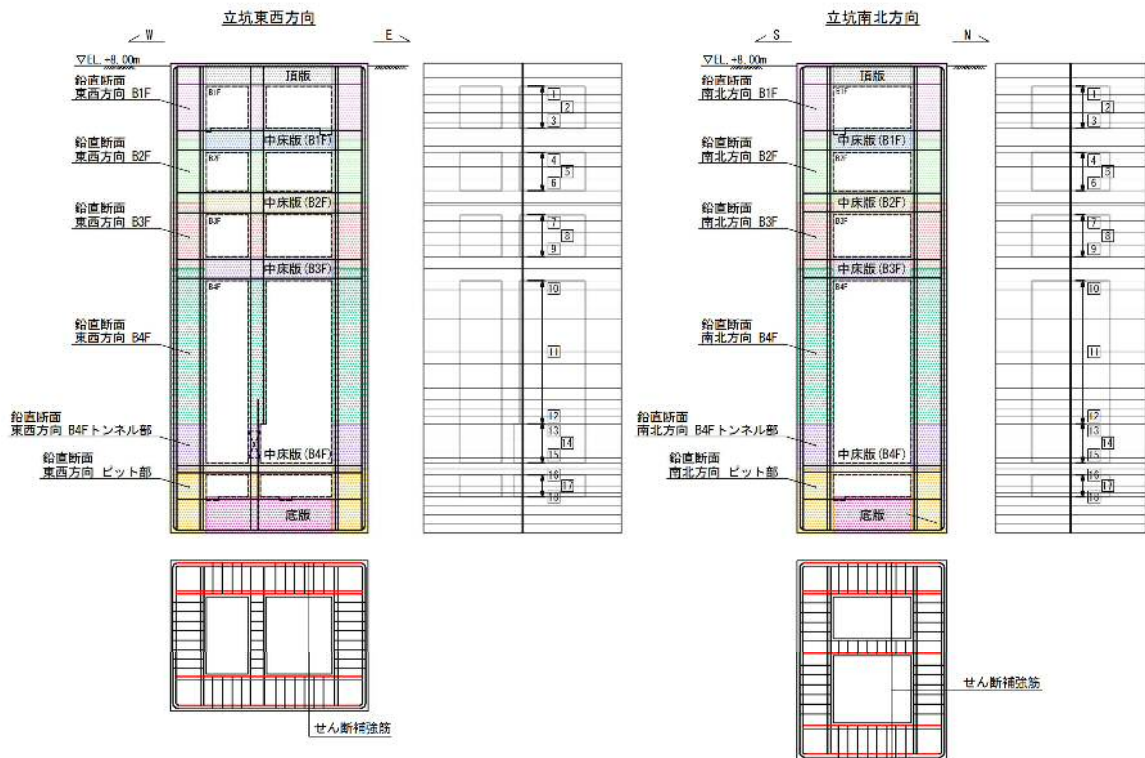 立坑東西方向
W
E
▽EL.+8.00m
鉛直断面
東西方向 B1F
鉛直断面
東西方向 B2F
鉛直断面
東西方向 B3F
鉛直断面
東西方向 B4F
鉛直断面
東西方向 B4Fトンネル部
鉛直断面
東西方向 ピット部
頂版
B1F
中床版(B1F)
B2F
中床版(B2F)
B3F
中床版(B3F)
B4F
中床版(B4F)
底版
1
2
3
4
5
6
7
8
9
10
11
12
13
14
15
16
17
18
せん断補強筋
立坑南北方向
S
N
▽EL.+8.00m
鉛直断面
南北方向 B1F
鉛直断面
南北方向 B2F
鉛直断面
南北方向 B3F
鉛直断面
南北方向 B4F
鉛直断面
南北方向 B4Fトンネル部
鉛直断面
南北方向 ピット部
頂版
B1F
中床版(B1F)
B2F
中床版(B2F)
B3F
中床版(B3F)
B4F
中床版(B4F)
底版
1
2
3
4
5
6
7
8
9
10
11
12
13
14
15
16
17
18
せん断補強筋